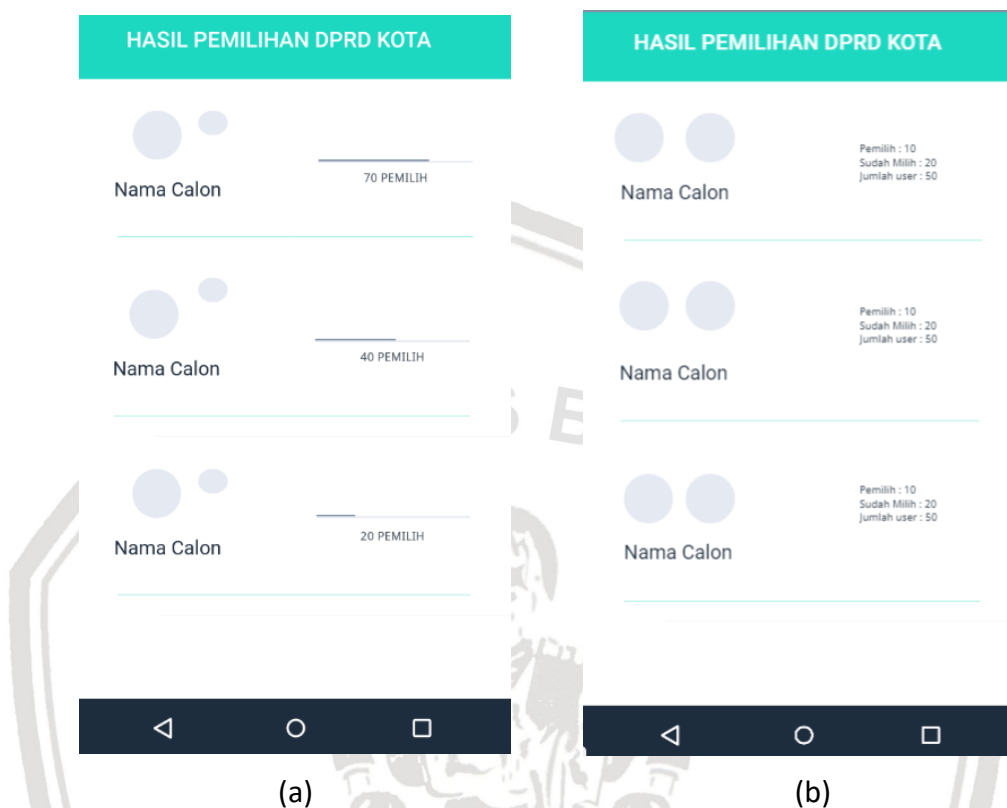 HASIL PEMILIHAN DPRD KOTA
70 PEMILIH
Nama Calon
40 PEMILIH
Nama Calon
20 PEMILIH
Nama Calon
(a)
HASIL PEMILIHAN DPRD KOTA
Pemilih : 10
Sudah Milih : 20
Jumlah user : 50
Nama Calon
Pemilih : 10
Sudah Milih : 20
Jumlah user : 50
Nama Calon
Pemilih : 10
Sudah Milih : 20
Jumlah user : 50
Nama Calon
(b)